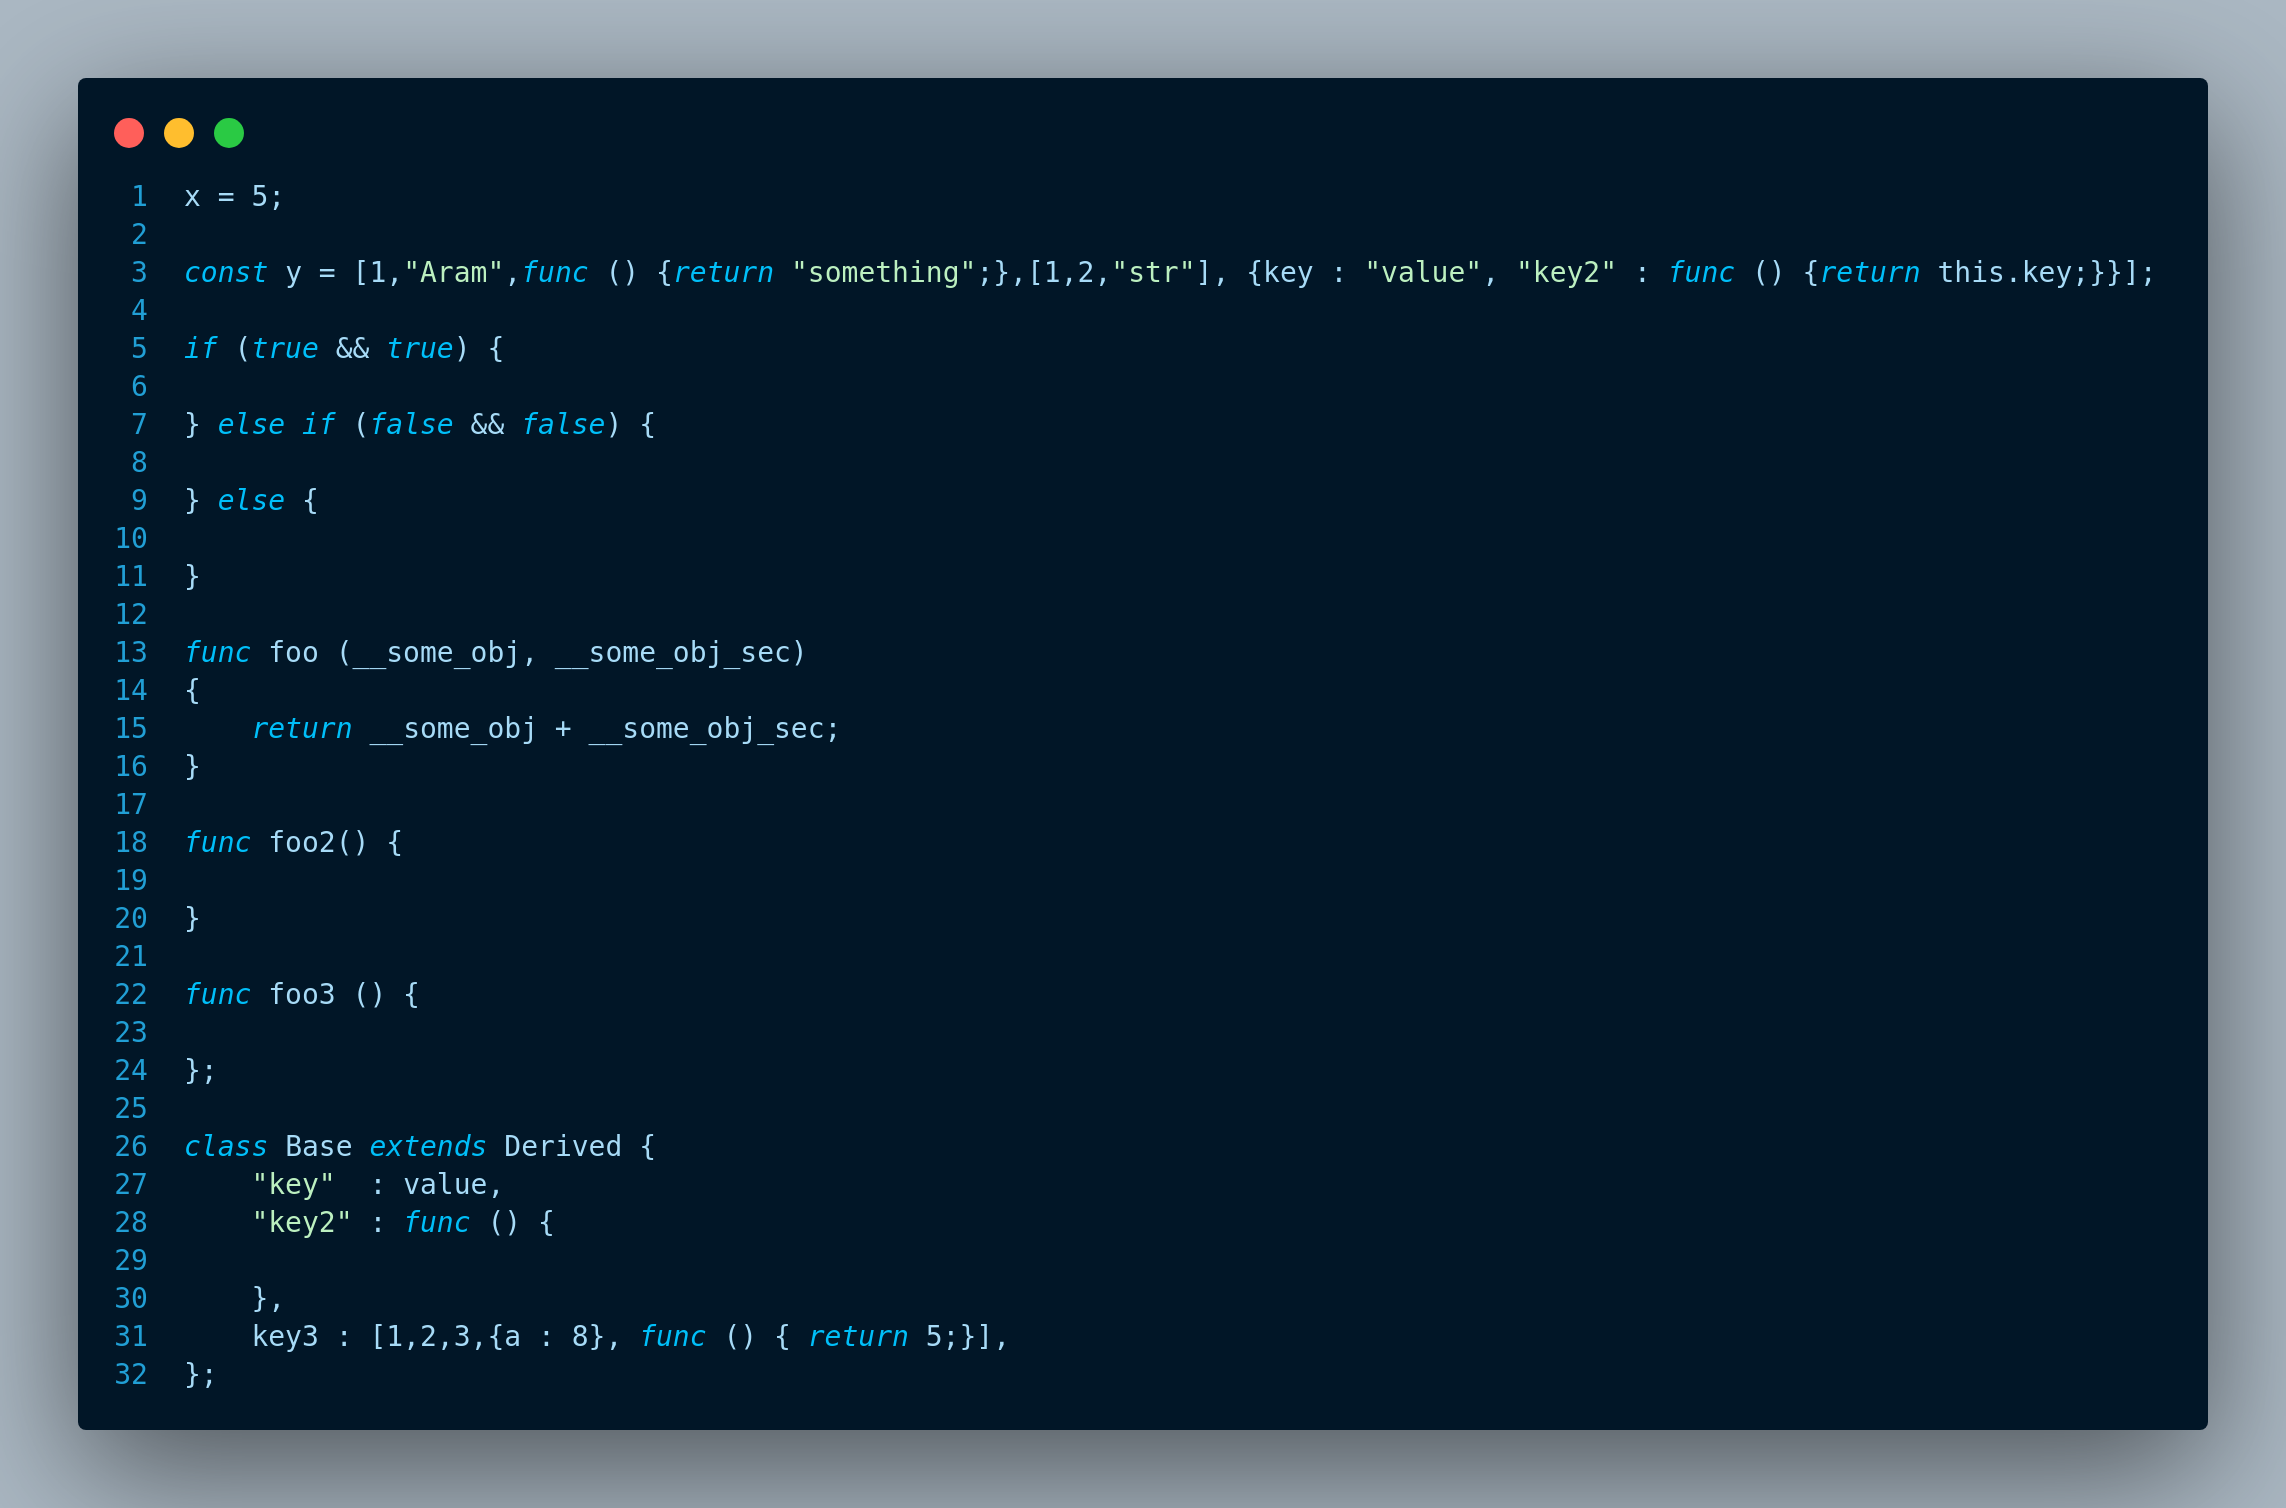 1 x = 5;
2
3 const y = [1,"Aram",func () {return "something";},[1,2,"str"], {key : "value", "key2" : func () {return this.key;}}];
4
5 if (true && true) {
6
7 } else if (false && false) {
8
9 } else {
10
11 }
12
13 func foo (__some_obj, __some_obj_sec)
14 {
15     return __some_obj + __some_obj_sec;
16 }
17
18 func foo2() {
19
20 }
21
22 func foo3 () {
23
24 };
25
26 class Base extends Derived {
27     "key"  : value,
28     "key2" : func () {
29
30     },
31     key3 : [1,2,3,{a : 8}, func () { return 5;}],
32 };